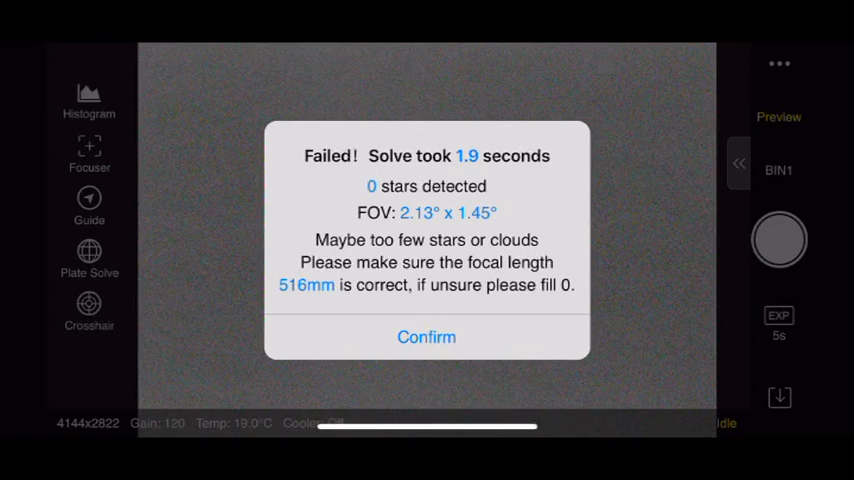 Histogram
Focuser
Guide
Plate Solve
Crosshair
Failed! Solve took 1.9 seconds
0 stars detected
FOV: 2.13° x 1.45°
Maybe too few stars or clouds
Please make sure the focal length
516mm is correct, if unsure please fill 0.
Confirm
Preview
BIN1
EXP
5s
4144x2822 Gain: 120 Temp: 19.0°C Cooler: Off
Idle